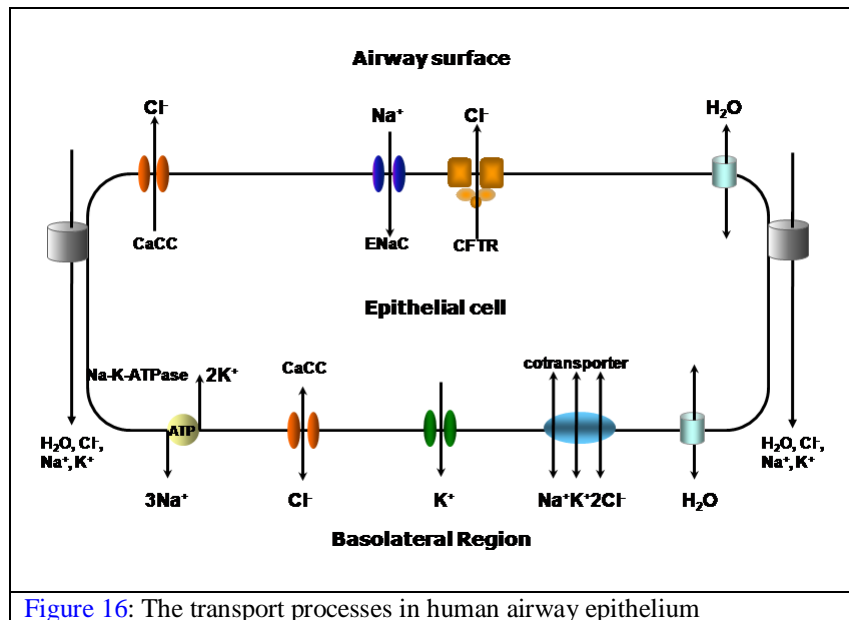 Airway surface
Cl⁻
Na⁺
Cl⁻
H₂O
CaCC
ENaC
CFTR
Epithelial cell
Na-K-ATPase
2K⁺
CaCC
cotransporter
ATP
H₂O, Cl⁻,
Na⁺, K⁺
3Na⁺
Cl⁻
K⁺
Na⁺K⁺2Cl⁻
H₂O
H₂O, Cl⁻,
Na⁺, K⁺
Basolateral Region
Figure 16: The transport processes in human airway epithelium